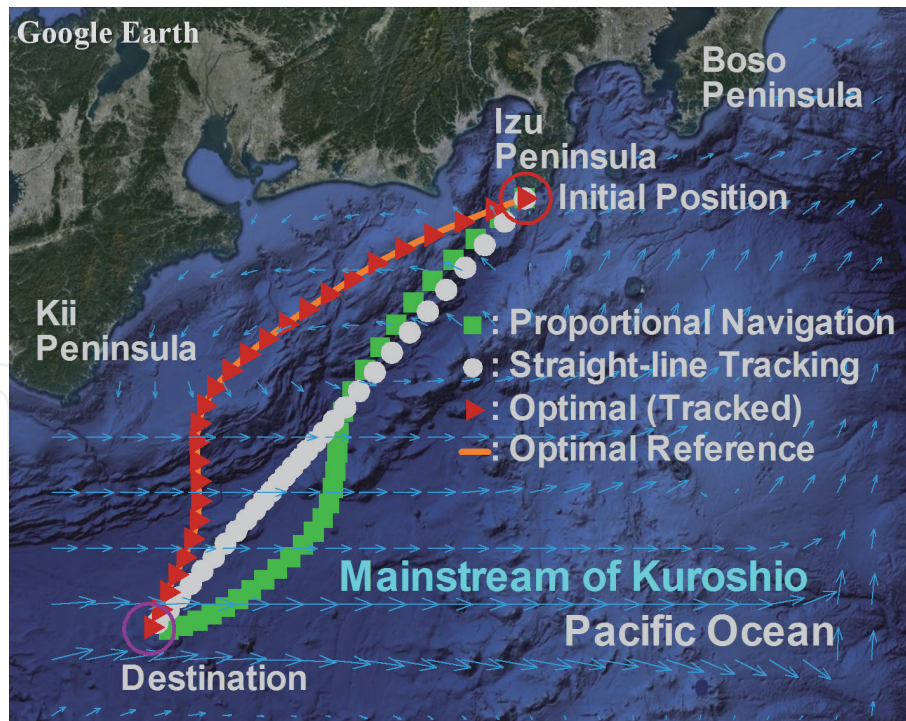 Google Earth
Boso
Peninsula
Izu
Peninsula
Initial Position
Kii
Peninsula
: Proportional Navigation
: Straight-line Tracking
: Optimal (Tracked)
: Optimal Reference
Mainstream of Kuroshio
Pacific Ocean
Destination